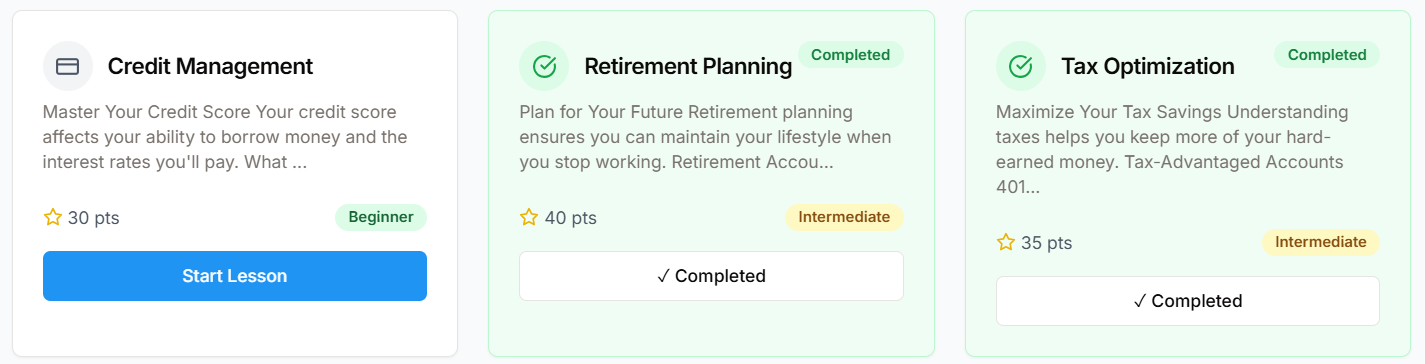 Credit Management
Master Your Credit Score Your credit score
affects your ability to borrow money and the
interest rates you'll pay. What ...
30 pts
Beginner
Start Lesson
Retirement Planning
Completed
Plan for Your Future Retirement planning
ensures you can maintain your lifestyle when
you stop working. Retirement Accou...
40 pts
Intermediate
✓ Completed
Tax Optimization
Completed
Maximize Your Tax Savings Understanding
taxes helps you keep more of your hard-
earned money. Tax-Advantaged Accounts
401...
35 pts
Intermediate
✓ Completed